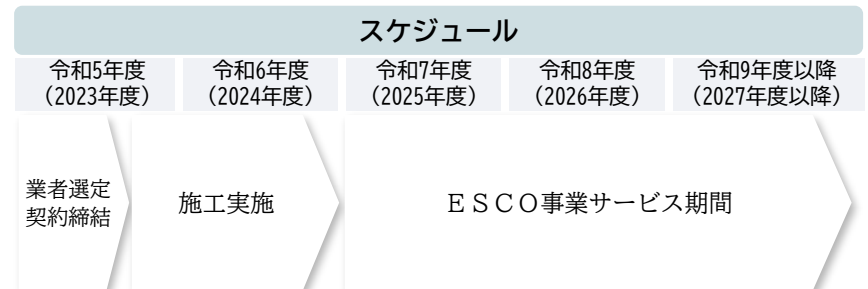 スケジュール
令和5年度
(2023年度)
令和6年度
(2024年度)
令和7年度
(2025年度)
令和8年度
(2026年度)
令和9年度以降
(2027年度以降)
業者選定
契約締結
施工実施
ＥＳＣＯ事業サービス期間